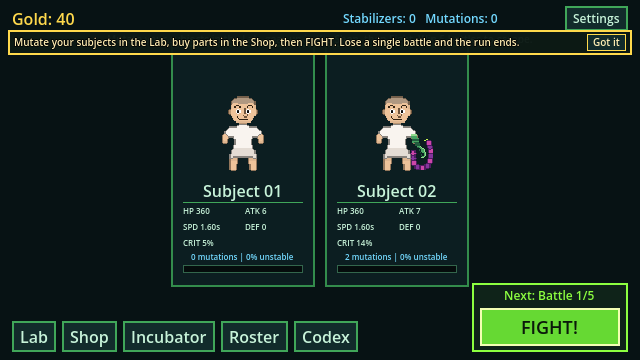 Gold: 40
Stabilizers: 0 Mutations: 0
Settings
Mutate your subjects in the Lab, buy parts in the Shop, then FIGHT. Lose a single battle and the run ends.
Got it
Subject 01
HP 360 ATK 6
SPD 1.60s DEF 0
CRIT 5%
0 mutations | 0% unstable
Subject 02
HP 360 ATK 7
SPD 1.60s DEF 0
CRIT 14%
2 mutations | 0% unstable
Next: Battle 1/5
FIGHT!
Lab
Shop
Incubator
Roster
Codex